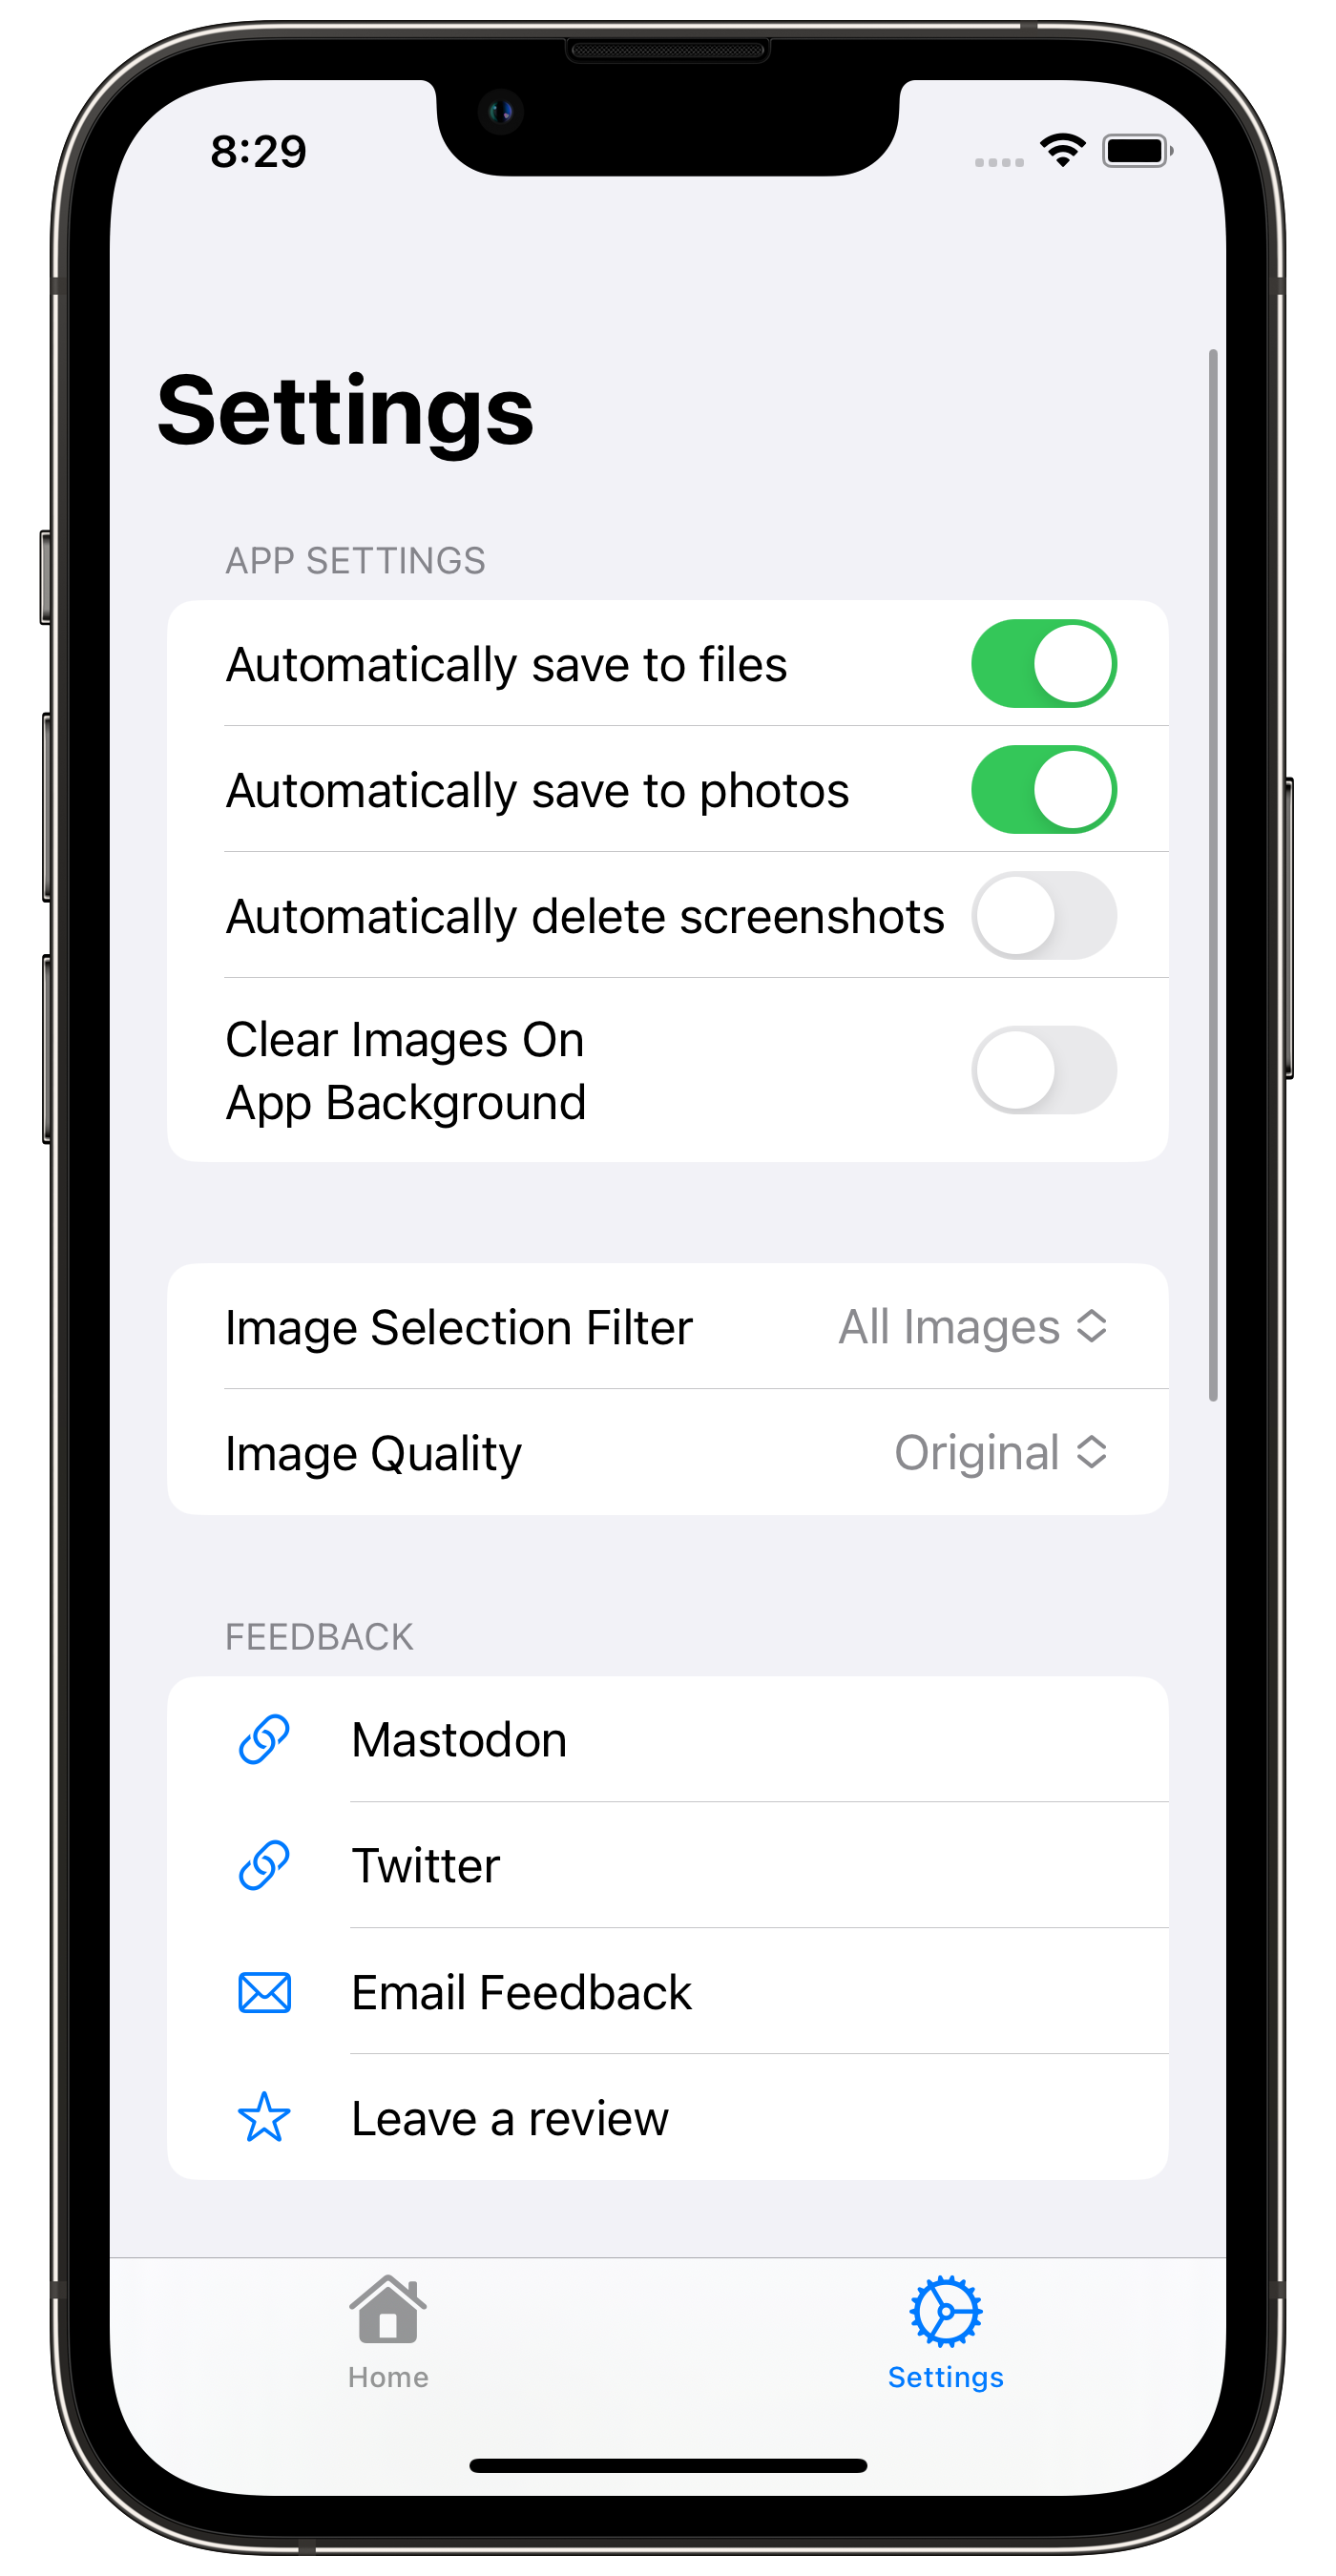 8:29
Settings
APP SETTINGS
Automatically save to files
Automatically save to photos
Automatically delete screenshots
Clear Images On
App Background
Image Selection Filter All Images
Image Quality Original
FEEDBACK
Mastodon
Twitter
Email Feedback
Leave a review
Home Settings